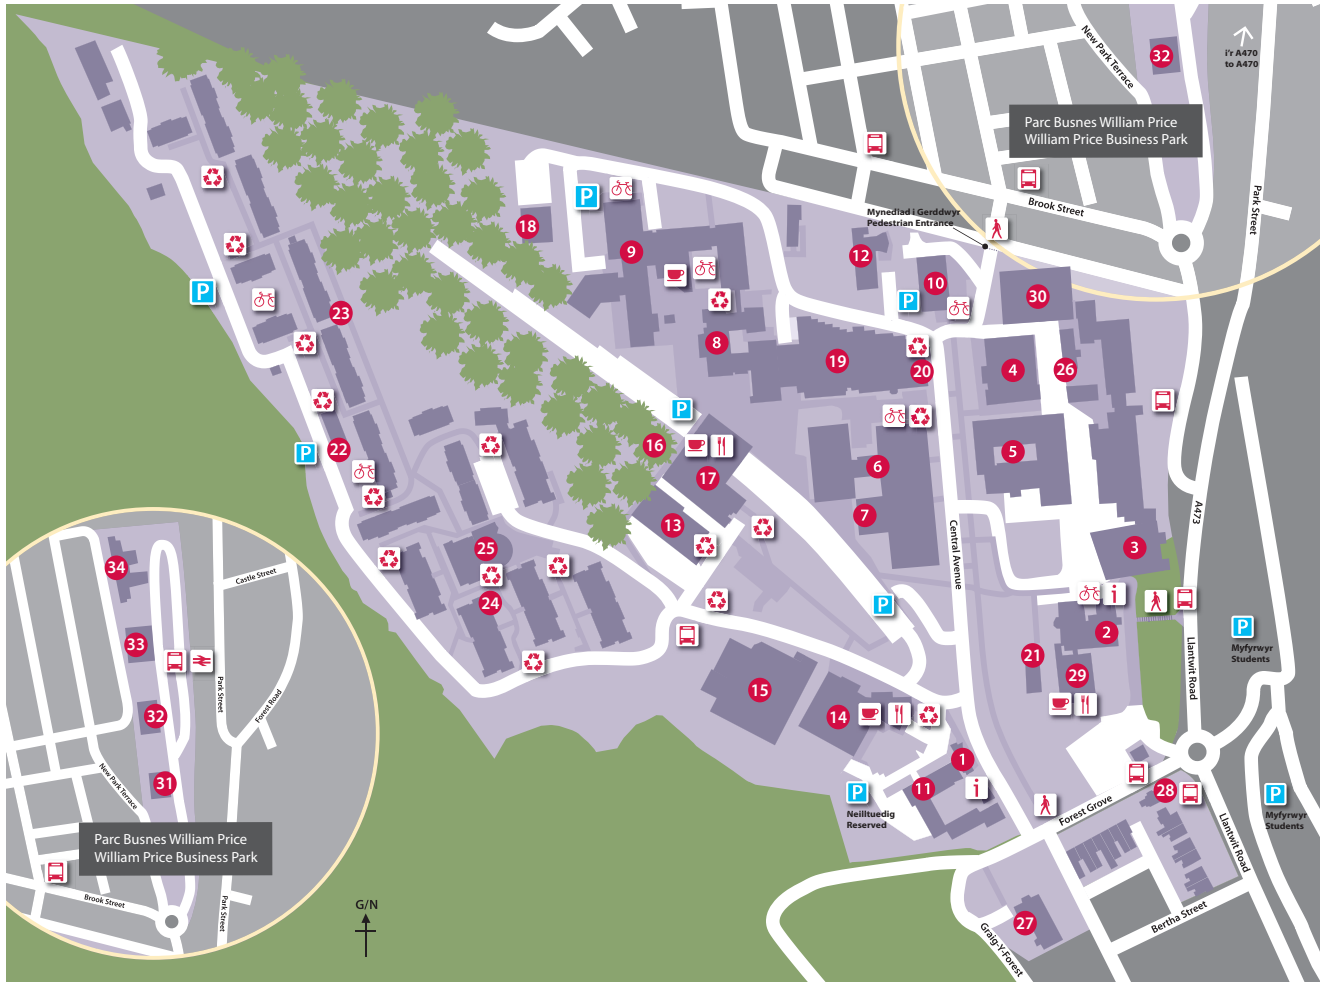 32
i'r A470
to A470
New Park Terrace
Parc Busnes William Price
William Price Business Park
Park Street
Brook Street
Mynediad i Gerddwyr
Pedestrian Entrance
P
18
9
12
10
P
30
P
23
8
19
20
4
26
P
16
17
22
P
5
6
7
13
3
25
24
Central Avenue
A473
P
i
2
P
Myfyrwyr
Students
Llantwit Road
21
29
15
14
1
11
i
P
Neilltuedig
Reserved
28
P
Myfyrwyr
Students
Forest Grove
Llantwit Road
27
Bertha Street
Graig-Y-Forest
34
Castle Street
33
Park Street
Forest Road
32
New Park Terrace
31
Parc Busnes William Price
William Price Business Park
Brook Street
Park Street
G/N